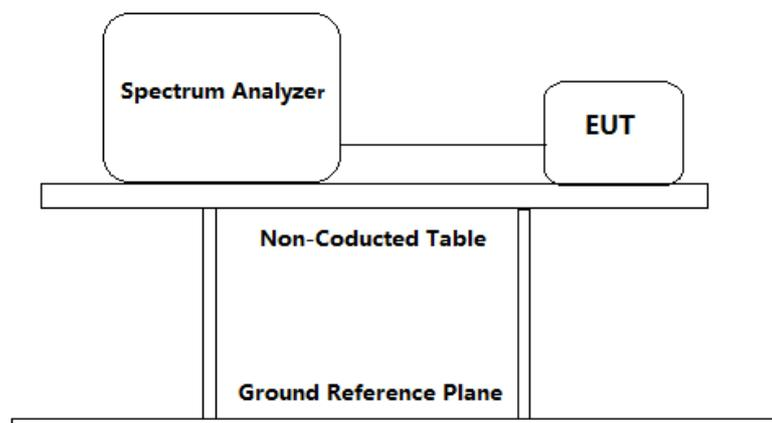 Spectrum Analyzer
EUT
Non-Coducted Table
Ground Reference Plane